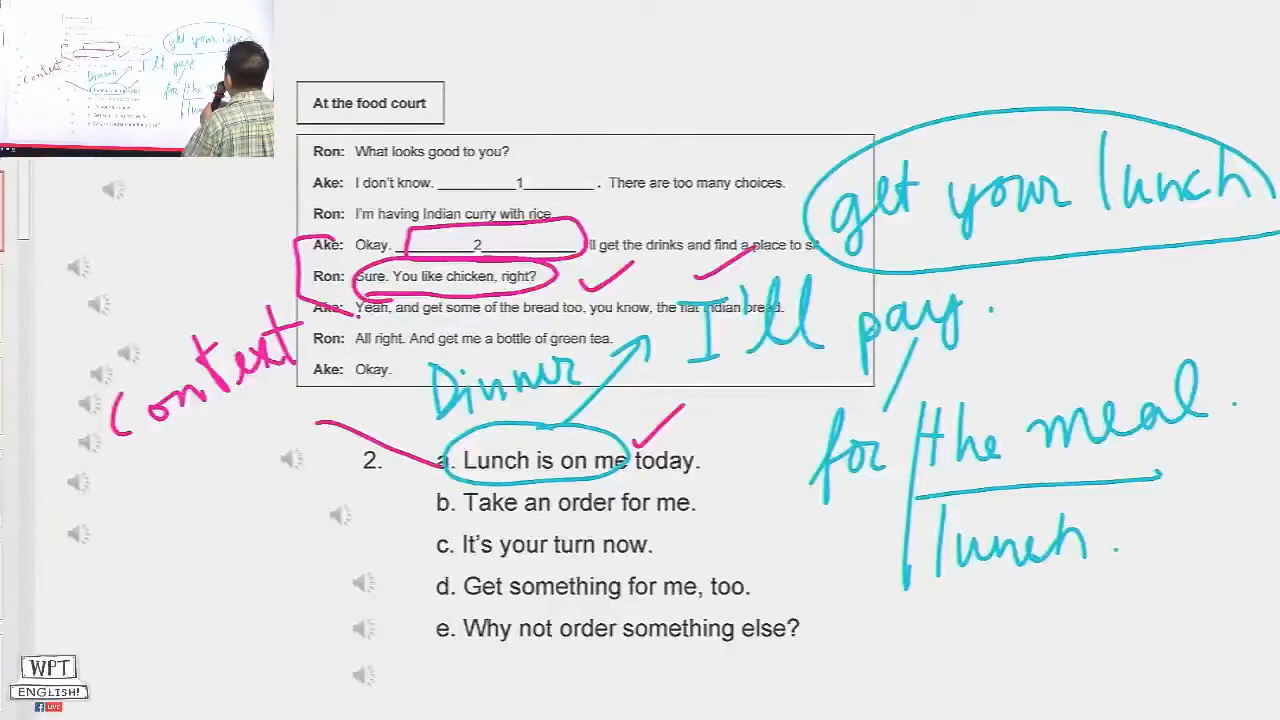 At the food court
Ron: What looks good to you?
Ake: I don't know. __________1________ . There are too many choices.
Ron: I'm having Indian curry with rice
Ake: Okay. __________2____________ 'll get the drinks and find a place to sit
Ron: Sure. You like chicken, right?
Ake: Yeah, and get some of the bread too, you know, the flat Indian bread.
Ron: All right. And get me a bottle of green tea.
Ake: Okay.
get your lunch
I'll pay.
for the meal.
lunch.
Context
Dinner
2. a. Lunch is on me today.
b. Take an order for me.
c. It's your turn now.
d. Get something for me, too.
e. Why not order something else?
WPT
ENGLISH!
f LIVE